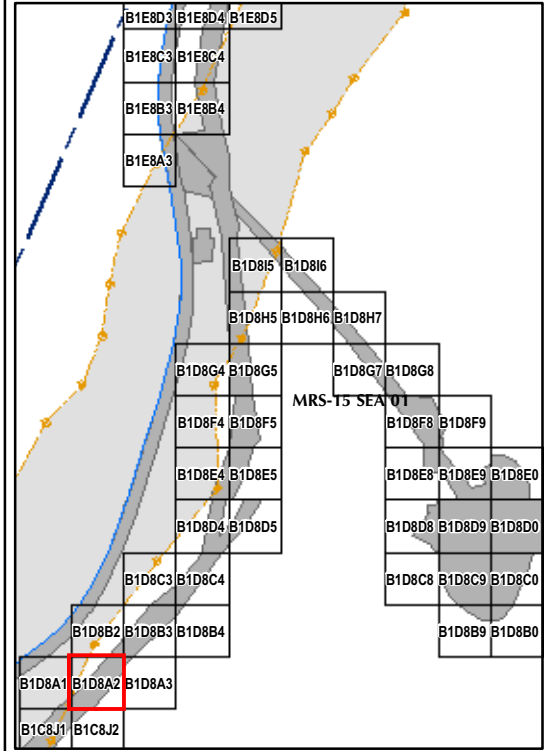 B1E8D3 B1E8D4 B1E8D5
B1E8C3 B1E8C4
B1E8B3 B1E8B4
B1E8A3
B1D8I5 B1D8I6
B1D8H5 B1D8H6 B1D8H7
B1D8G4 B1D8G5 B1D8G7 B1D8G8
MRS-15 SEA 01
B1D8F4 B1D8F5 B1D8F8 B1D8F9
B1D8E4 B1D8E5 B1D8E8 B1D8E9 B1D8E0
B1D8D4 B1D8D5 B1D8D8 B1D8D9 B1D8D0
B1D8C3 B1D8C4 B1D8C8 B1D8C9 B1D8C0
B1D8B2 B1D8B3 B1D8B4 B1D8B9 B1D8B0
B1D8A1 B1D8A2 B1D8A3
B1C8J1 B1C8J2